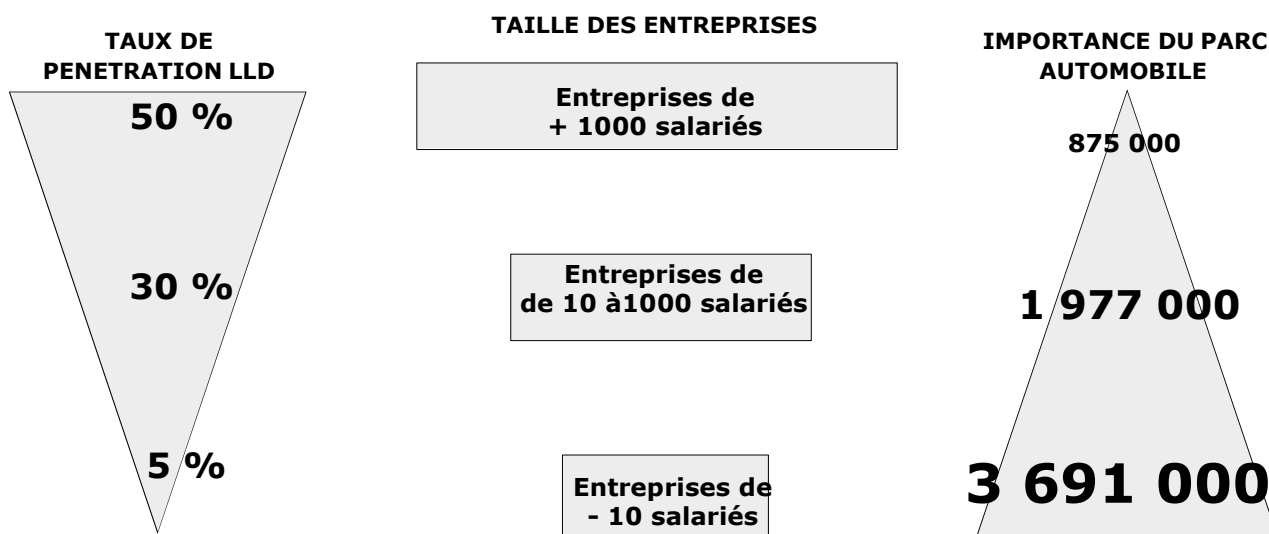 TAUX DE
PENETRATION LLD
50 %
30 %
5 %
TAILLE DES ENTREPRISES
Entreprises de
+ 1000 salariés
Entreprises de
de 10 à1000 salariés
Entreprises de
- 10 salariés
IMPORTANCE DU PARC
AUTOMOBILE
875 000
1 977 000
3 691 000